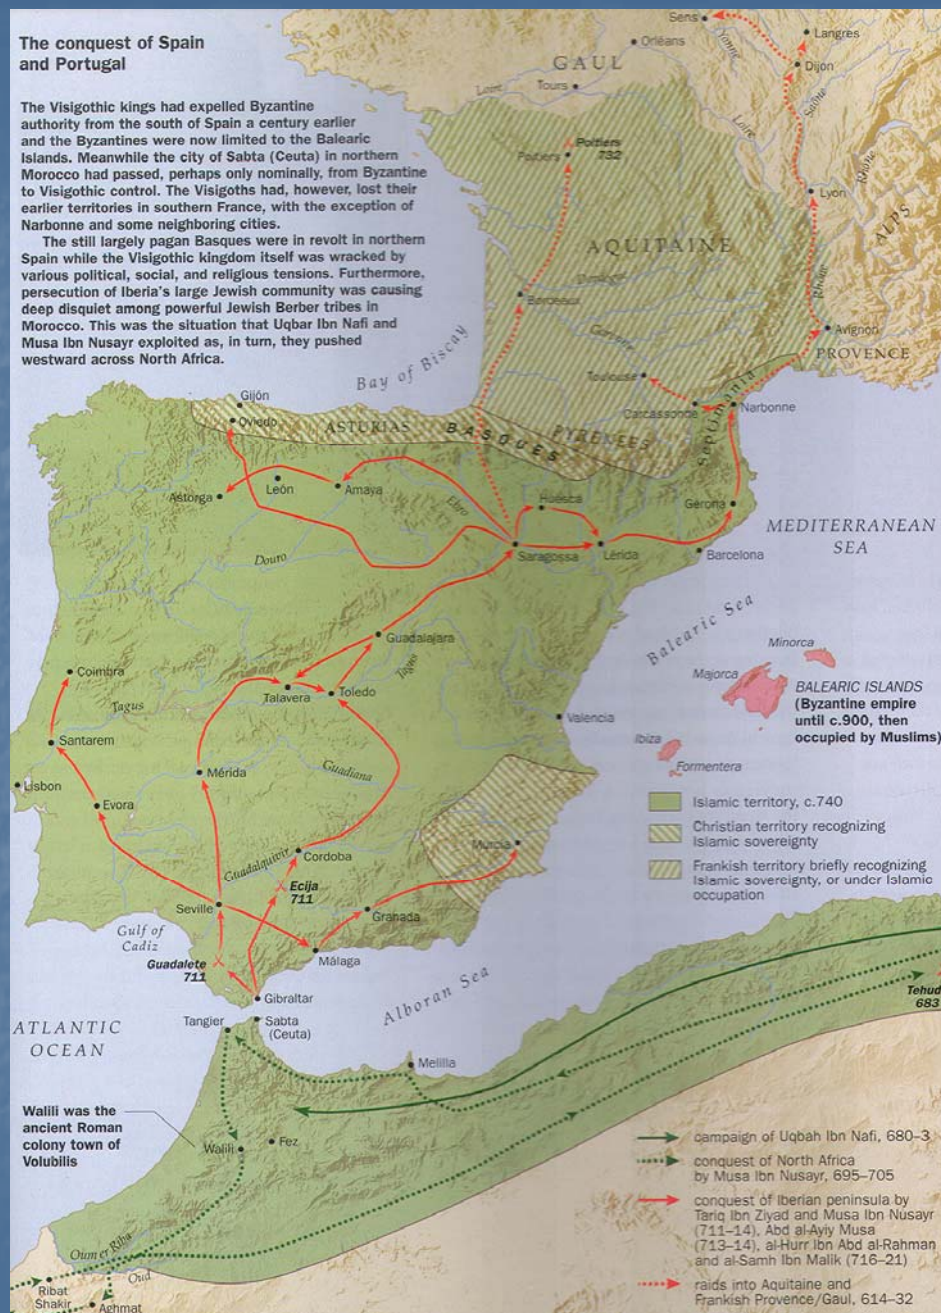 The conquest of Spain
and Portugal
The Visigothic kings had expelled Byzantine
authority from the south of Spain a century earlier
and the Byzantines were now limited to the Balearic
Islands. Meanwhile the city of Sabta (Ceuta) in northern
Morocco had passed, perhaps only nominally, from Byzantine
to Visigothic control. The Visigoths had, however, lost their
earlier territories in southern France, with the exception of
Narbonne and some neighboring cities.
The still largely pagan Basques were in revolt in northern
Spain while the Visigothic kingdom itself was wracked by
various political, social, and religious tensions. Furthermore,
persecution of Iberia's large Jewish community was causing
deep disquiet among powerful Jewish Berber tribes in
Morocco. This was the situation that Uqbar Ibn Nafi and
Musa Ibn Nusayr exploited as, in turn, they pushed
westward across North Africa.
Sens
Langres
Orléans
Yonne
Dijon
GAUL
Loire
Tours
Saône
Loire
Poitiers
Poitiers
732
Rhône
Lyon
ALPS
AQUITAINE
Dordogne
Bordeaux
Rhône
Garonne
Avignon
PROVENCE
Bay of Biscay
Toulouse
Carcassonne
Narbonne
Septimania
Gijón
Oviedo
ASTURIAS
BASQUES
PYRENEES
León
Amaya
Astorga
Ebro
Huesca
Gerona
MEDITERRANEAN
SEA
Douro
Saragossa
Lérida
Barcelona
Balearic Sea
Guadalajara
Tagus
Minorca
Majorca
Coimbra
Tagus
Talavera
Toledo
BALEARIC ISLANDS
(Byzantine empire
until c.900, then
occupied by Muslims)
Valencia
Santarem
Ibiza
Formentera
Lisbon
Mérida
Guadiana
Evora
Islamic territory, c.740
Christian territory recognizing
Islamic sovereignty
Frankish territory briefly recognizing
Islamic sovereignty, or under Islamic
occupation
Murcia
Guadalquivir
Cordoba
Ecija
711
Seville
Granada
Gulf of
Cadiz
Málaga
Guadalete
711
Gibraltar
Alboran Sea
Tehud
683
ATLANTIC
OCEAN
Tangier
Sabta
(Ceuta)
Melilla
Walili was the
ancient Roman
colony town of
Volubilis
Fez
Walili
campaign of Uqbah Ibn Nafi, 680–3
conquest of North Africa
by Musa Ibn Nusayr, 695–705
conquest of Iberian peninsula by
Tariq Ibn Ziyad and Musa Ibn Nusayr
(711–14), Abd al-Ayiy Musa
(713–14), al-Hurr Ibn Abd al-Rahman
and al-Samh Ibn Malik (716–21)
raids into Aquitaine and
Frankish Provence/Gaul, 614–32
Oum er Ribia
Oud
Ribat
Shakir
Aghmat